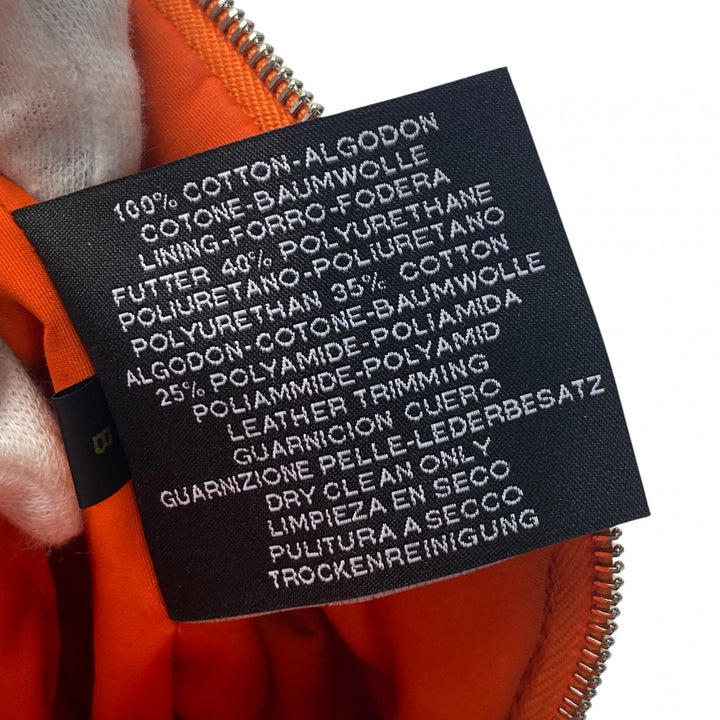 100% COTTON-ALGODON
COTONE-BAUMWOLLE
LINING-FORRO-FODERA
FUTTER 40% POLYURETHANE
POLIURETANO-POLIURETANO
POLYURETHAN 35% COTTON
ALGODON-COTONE-BAUMWOLLE
25% POLYAMIDE-POLIAMIDA
POLIAMMIDE-POLYAMID
LEATHER TRIMMING
GUARNICION CUERO
GUARNIZIONE PELLE-LEDERBESATZ
DRY CLEAN ONLY
LIMPIEZA EN SECO
PULITURA A SECCO
TROCKENREINIGUNG
B